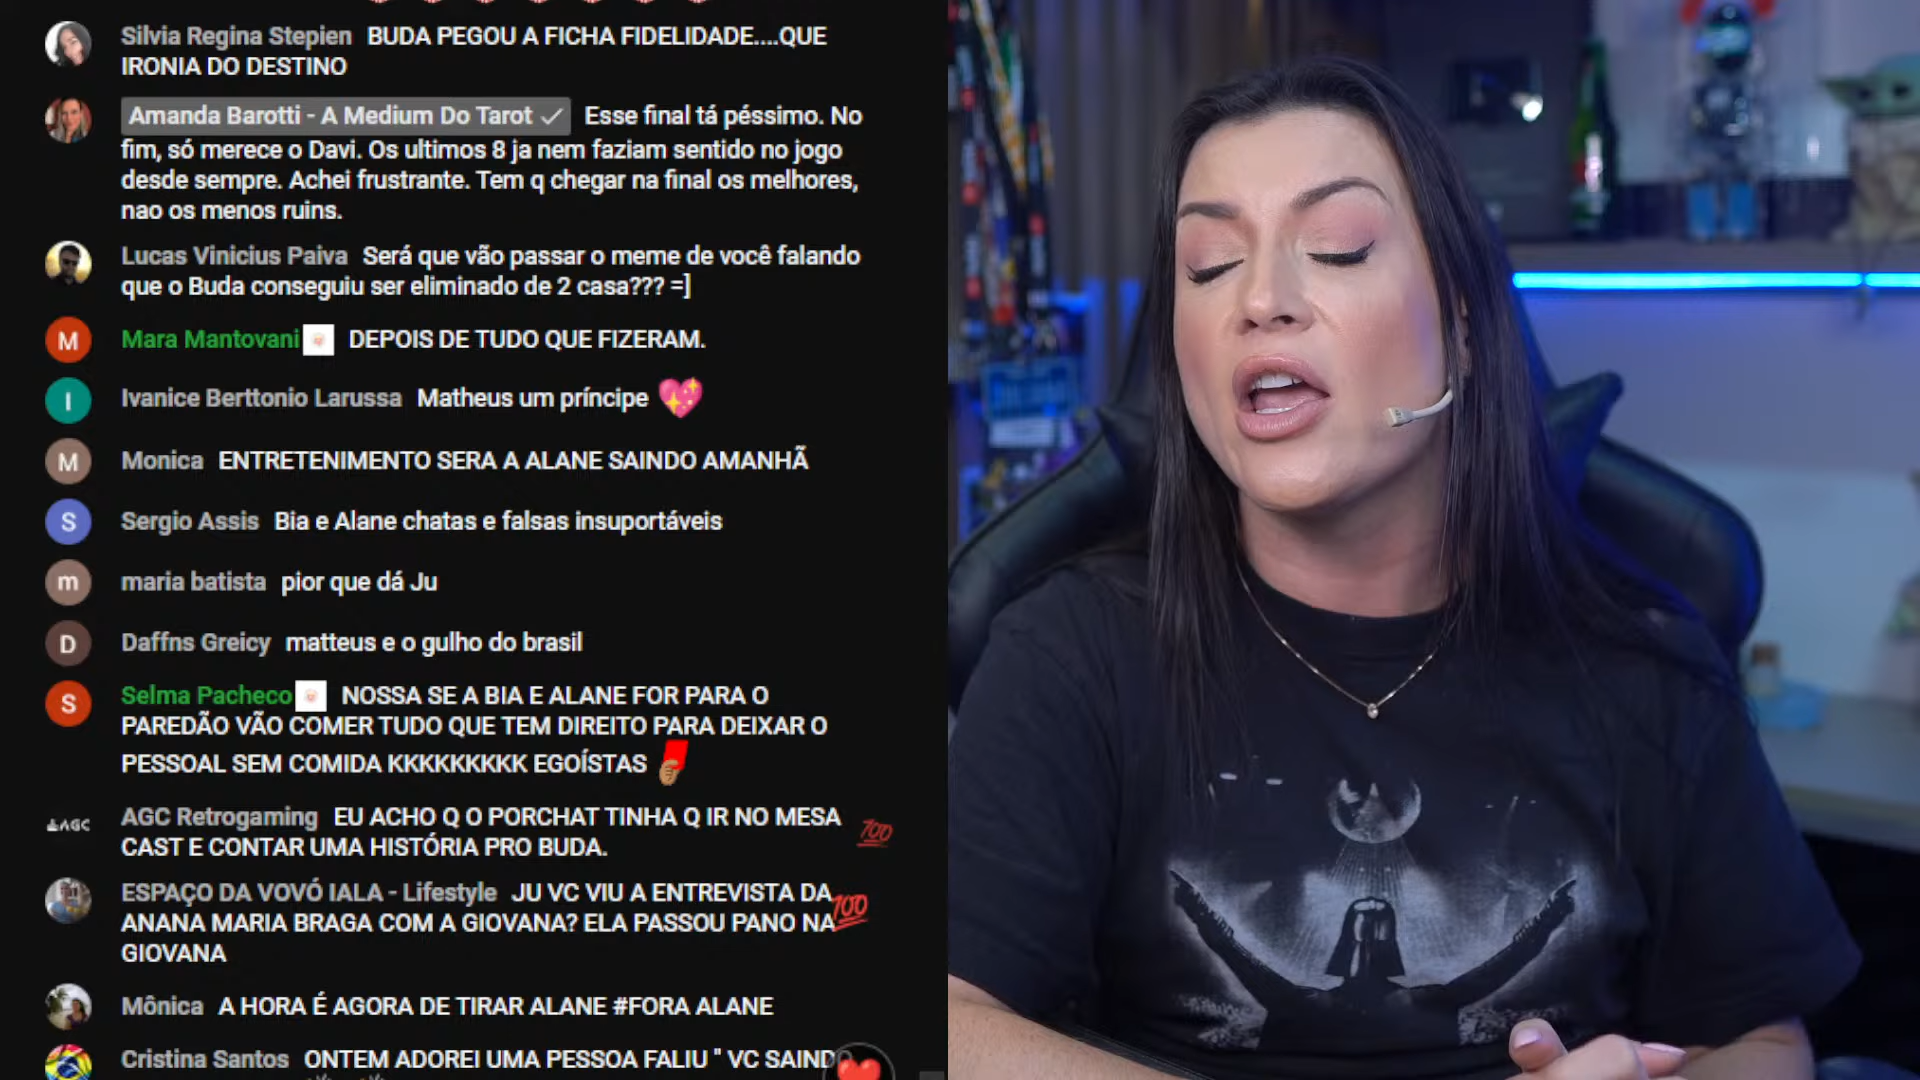 Silvia Regina Stepien BUDA PEGOU A FICHA FIDELIDADE....QUE
IRONIA DO DESTINO
Amanda Barotti - A Medium Do Tarot Esse final tá péssimo. No
fim, só merece o Davi. Os ultimos 8 ja nem faziam sentido no jogo
desde sempre. Achei frustrante. Tem q chegar na final os melhores,
nao os menos ruins.
Lucas Vinicius Paiva Será que vão passar o meme de você falando
que o Buda conseguiu ser eliminado de 2 casa??? =]
M Mara Mantovani DEPOIS DE TUDO QUE FIZERAM.
I Ivanice Berttonio Larussa Matheus um príncipe
M Monica ENTRETENIMENTO SERA A ALANE SAINDO AMANHÃ
S Sergio Assis Bia e Alane chatas e falsas insuportáveis
m maria batista pior que dá Ju
D Daffns Greicy matteus e o gulho do brasil
S Selma Pacheco NOSSA SE A BIA E ALANE FOR PARA O
PAREDÃO VÃO COMER TUDO QUE TEM DIREITO PARA DEIXAR O
PESSOAL SEM COMIDA KKKKKKKKK EGOÍSTAS
AGC AGC Retrogaming EU ACHO Q O PORCHAT TINHA Q IR NO MESA
CAST E CONTAR UMA HISTÓRIA PRO BUDA. 100
ESPAÇO DA VOVÓ IALA - Lifestyle JU VC VIU A ENTREVISTA DA
ANANA MARIA BRAGA COM A GIOVANA? ELA PASSOU PANO NA 100
GIOVANA
Mônica A HORA É AGORA DE TIRAR ALANE #FORA ALANE
Cristina Santos ONTEM ADOREI UMA PESSOA FALIU " VC SAINDO